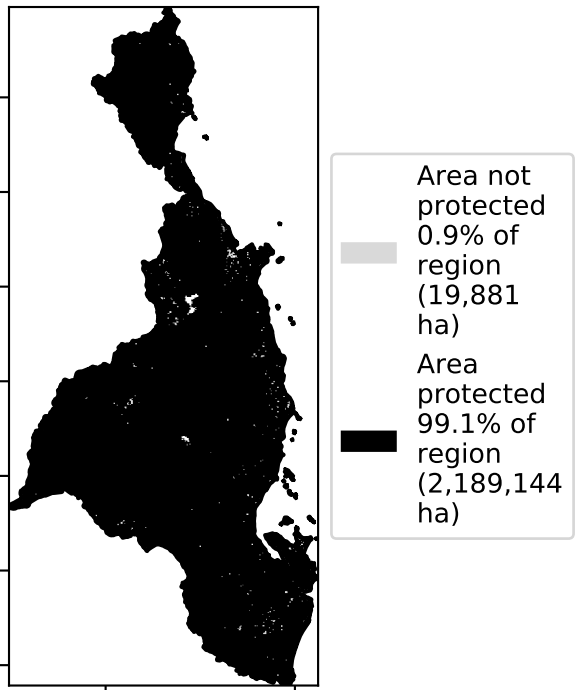 Area not
protected
0.9% of
region
(19,881
ha)
Area
protected
99.1% of
region
(2,189,144
ha)